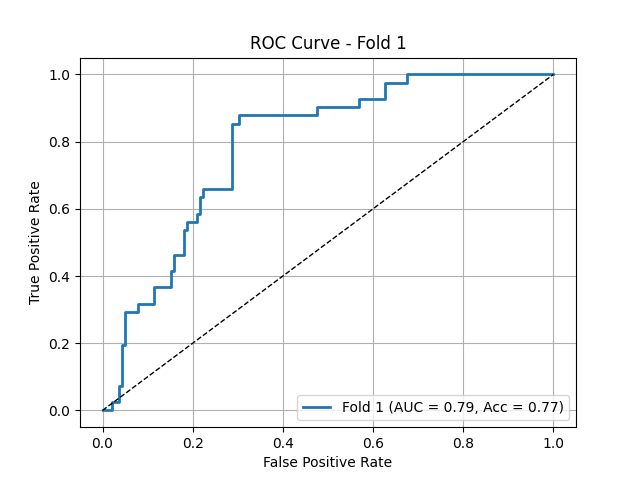 ROC Curve - Fold 1
True Positive Rate
1.0
0.8
0.6
0.4
0.2
0.0
Fold 1 (AUC = 0.79, Acc = 0.77)
0.0 0.2 0.4 0.6 0.8 1.0
False Positive Rate